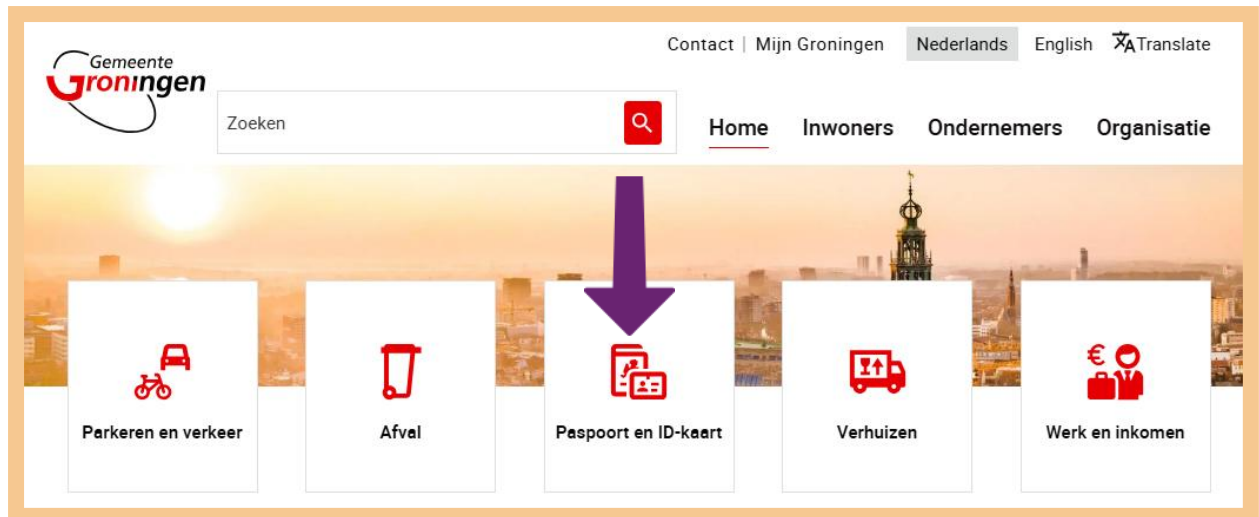 Gemeente
Groningen
Contact | Mijn Groningen Nederlands English Translate
Zoeken
Home Inwoners Ondernemers Organisatie
Parkeren en verkeer
Afval
Paspoort en ID-kaart
Verhuizen
Werk en inkomen